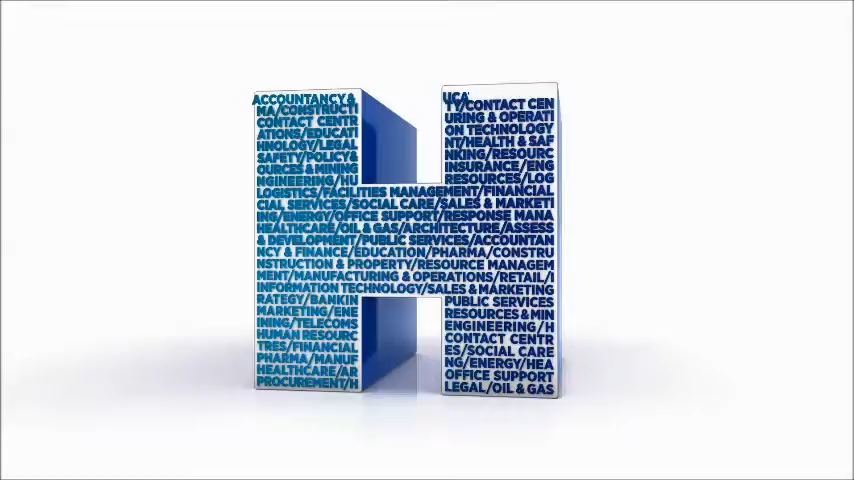 ACCOUNTANCY & UCA
MA/CONSTRUCTI TY/CONTACT CEN
CONTACT CENTR URING & OPERATI
ATIONS/EDUCATI ON TECHNOLOGY
HNOLOGY/LEGAL NT/HEALTH & SAF
SAFETY/POLICY& NKING/RESOURC
OURCES & MINING INSURANCE/ENG
NGINEERING/HU RESOURCES/LOG
LOGISTICS/FACILITIES MANAGEMENT/FINANCIAL
CIAL SERVICES/SOCIAL CARE/SALES & MARKETI
ING/ENERGY/OFFICE SUPPORT/RESPONSE MANA
HEALTHCARE/OIL & GAS/ARCHITECTURE/ASSESS
& DEVELOPMENT/PUBLIC SERVICES/ACCOUNTAN
NCY & FINANCE/EDUCATION/PHARMA/CONSTRU
NSTRUCTION & PROPERTY/RESOURCE MANAGEM
MENT/MANUFACTURING & OPERATIONS/RETAIL/I
INFORMATION TECHNOLOGY/SALES & MARKETING
RATEGY/BANKIN PUBLIC SERVICES
MARKETING/ENE RESOURCES & MIN
INING/TELECOMS ENGINEERING/H
HUMAN RESOURC CONTACT CENTR
TRES/FINANCIAL ES/SOCIAL CARE
PHARMA/MANUF NG/ENERGY/HEA
HEALTHCARE/AR OFFICE SUPPORT
PROCUREMENT/H LEGAL/OIL & GAS